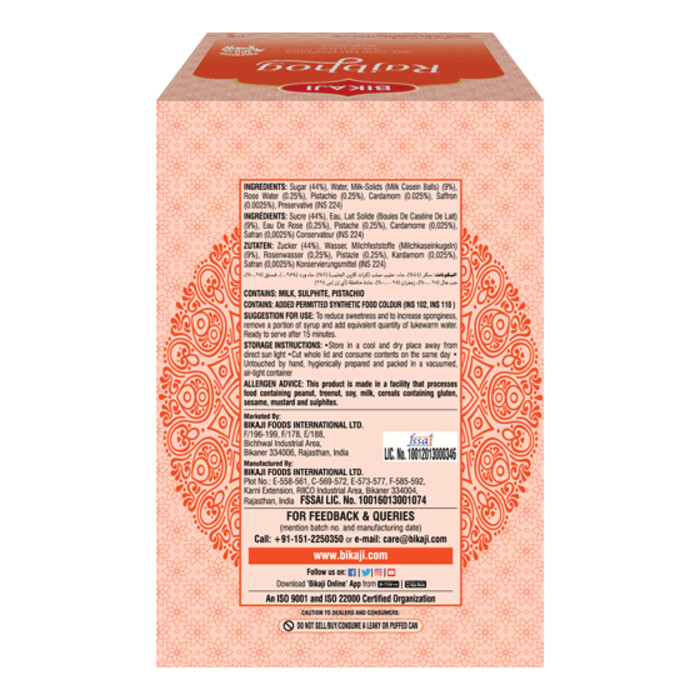 Rajbhog
BIKAJI
INGREDIENTS: Sugar (44%), Water, Milk-Solids (Milk Casein Balls) (9%),
Rose Water (0.25%), Pistachio (0.25%), Cardamom (0.025%), Saffron
(0.0025%), Preservative (INS 224)
INGRÉDIENTS: Sucre (44%), Eau, Lait Solide (Boules De Caséine De Lait)
(9%), Eau De Rose (0,25%), Pistache (0,25%), Cardamome (0,025%),
Safran (0,0025%) Conservateur (INS 224)
ZUTATEN: Zucker (44%), Wasser, Milchfeststoffe (Milchkaseinkugeln)
(9%), Rosenwasser (0,25%), Pistazie (0,25%), Kardamom (0,025%),
Safran (0,0025%) Konservierungsmittel (INS 224)
CONTAINS: MILK, SULPHITE, PISTACHIO
CONTAINS: ADDED PERMITTED SYNTHETIC FOOD COLOUR (INS 102, INS 110 )
SUGGESTION FOR USE: To reduce sweetness and to increase sponginess,
remove a portion of syrup and add equivalent quantity of lukewarm water.
Ready to serve after 15 minutes.
STORAGE INSTRUCTIONS: •Store in a cool and dry place away from
direct sun light •Cut whole lid and consume contents on the same day •
Untouched by hand, hygienically prepared and packed in a vacuumed,
air-tight container
ALLERGEN ADVICE: This product is made in a facility that processes
food containing peanut, treenut, soy, milk, cereals containing gluten,
sesame, mustard and sulphites.
Marketed By:
BIKAJI FOODS INTERNATIONAL LTD.
F/196-199, F/178, E/188,
Bichhwal Industrial Area,
Bikaner 334006, Rajasthan, India
fssai
LIC. No. 10012013000346
Manufactured By:
BIKAJI FOODS INTERNATIONAL LTD.
Plot No.: E-558-561, C-569-572, E-573-577, F-585-592,
Karni Extension, RIICO Industrial Area, Bikaner 334004,
Rajasthan, India FSSAI LIC. No. 10016013001074
FOR FEEDBACK & QUERIES
(mention batch no. and manufacturing date)
Call: +91-151-2250350 or e-mail: care@bikaji.com
www.bikaji.com
Follow us on:
Download 'Bikaji Online' App from
An ISO 9001 and ISO 22000 Certified Organization
CAUTION TO DEALERS AND CONSUMERS:
DO NOT SELL/BUY/CONSUME A LEAKY OR PUFFED CAN